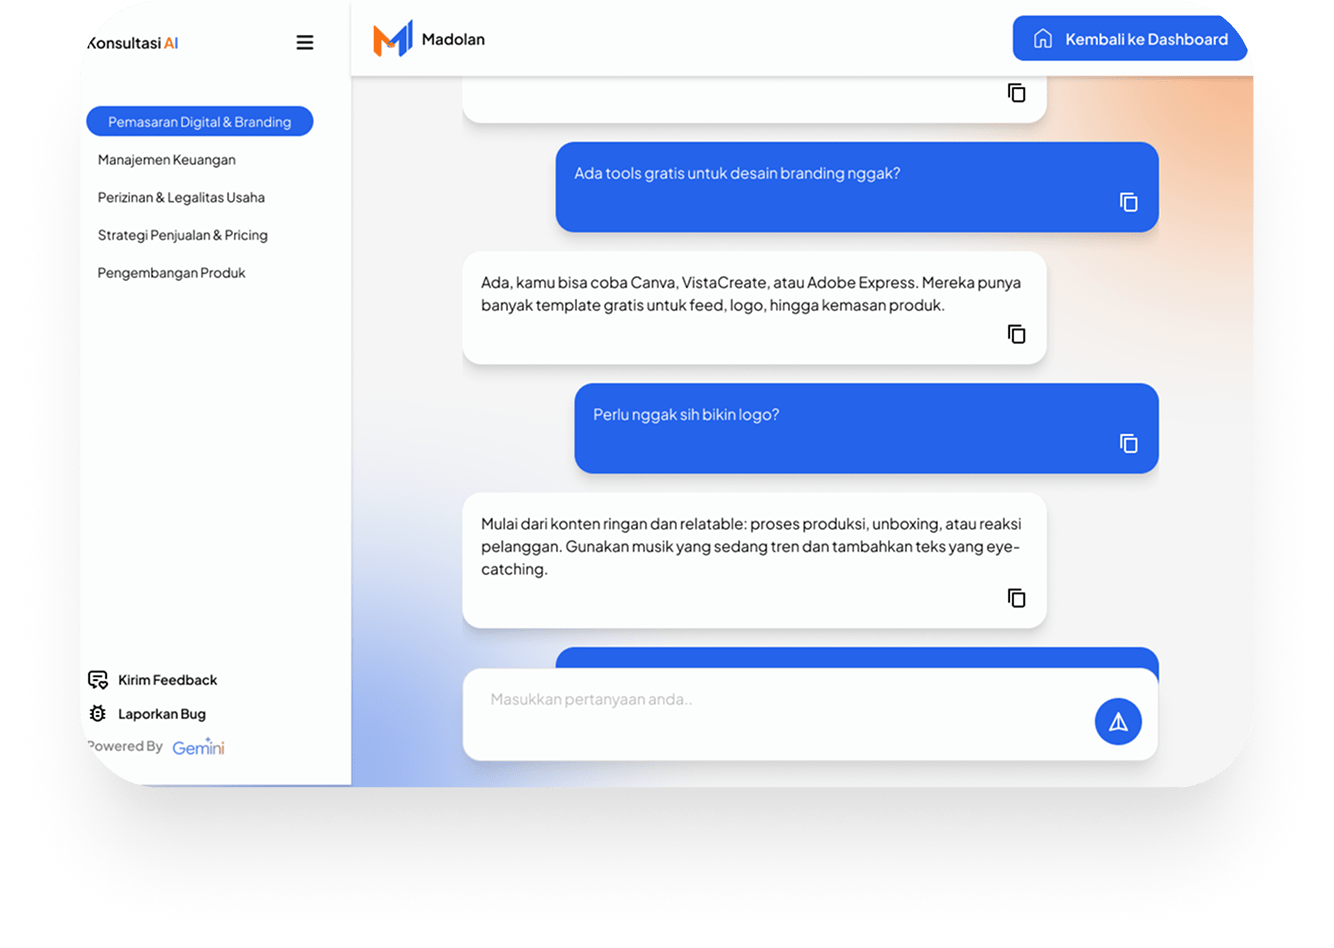 Konsultasi AI
Madolan
Kembali ke Dashboard
Pemasaran Digital & Branding
Manajemen Keuangan
Perizinan & Legalitas Usaha
Strategi Penjualan & Pricing
Pengembangan Produk
Kirim Feedback
Laporkan Bug
Powered By Gemini
Ada tools gratis untuk desain branding nggak?
Ada, kamu bisa coba Canva, VistaCreate, atau Adobe Express. Mereka punya
banyak template gratis untuk feed, logo, hingga kemasan produk.
Perlu nggak sih bikin logo?
Mulai dari konten ringan dan relatable: proses produksi, unboxing, atau reaksi
pelanggan. Gunakan musik yang sedang tren dan tambahkan teks yang eye-
catching.
Masukkan pertanyaan anda..